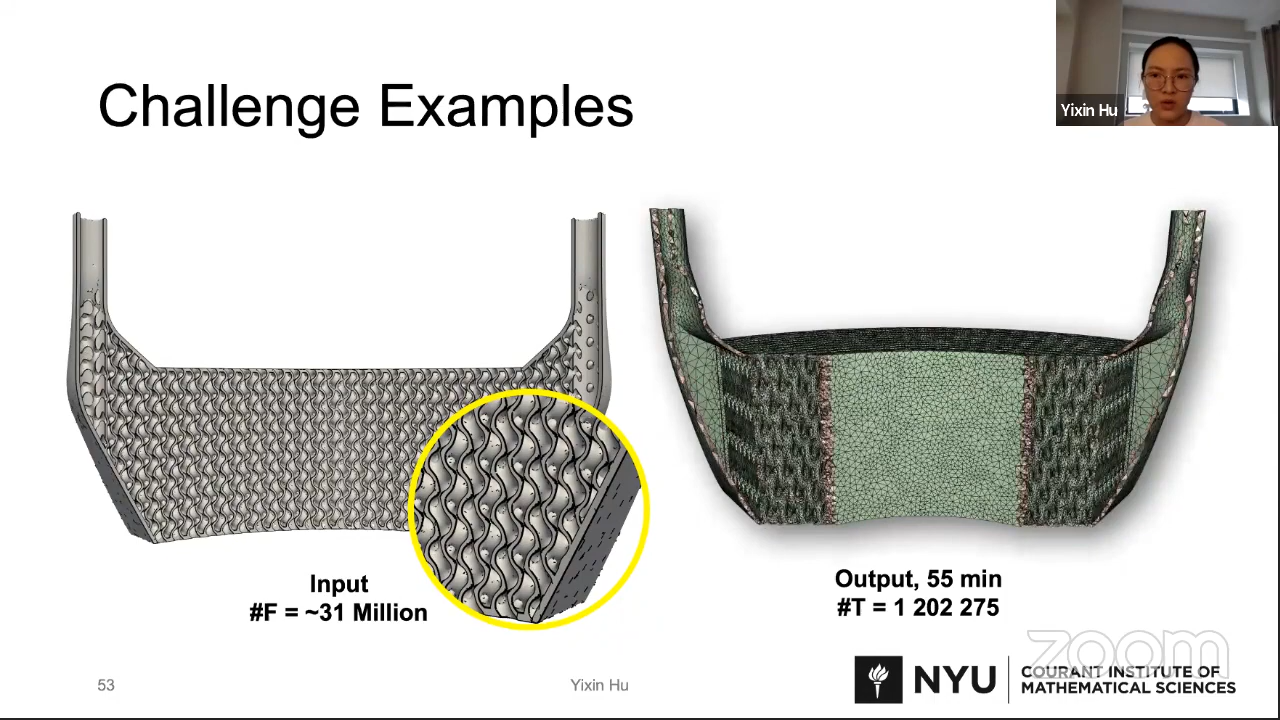 Yixin Hu
Challenge Examples
Input
#F = ~31 Million
Output, 55 min
#T = 1 202 275
zoom
53
Yixin Hu
NYU
COURANT INSTITUTE OF
MATHEMATICAL SCIENCES